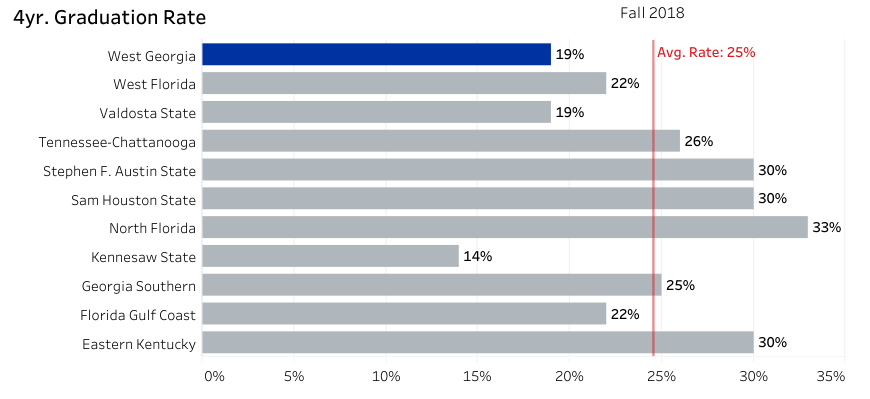 4yr. Graduation Rate
Fall 2018
Avg. Rate: 25%
West Georgia 19%
West Florida 22%
Valdosta State 19%
Tennessee-Chattanooga 26%
Stephen F. Austin State 30%
Sam Houston State 30%
North Florida 33%
Kennesaw State 14%
Georgia Southern 25%
Florida Gulf Coast 22%
Eastern Kentucky 30%
0% 5% 10% 15% 20% 25% 30% 35%